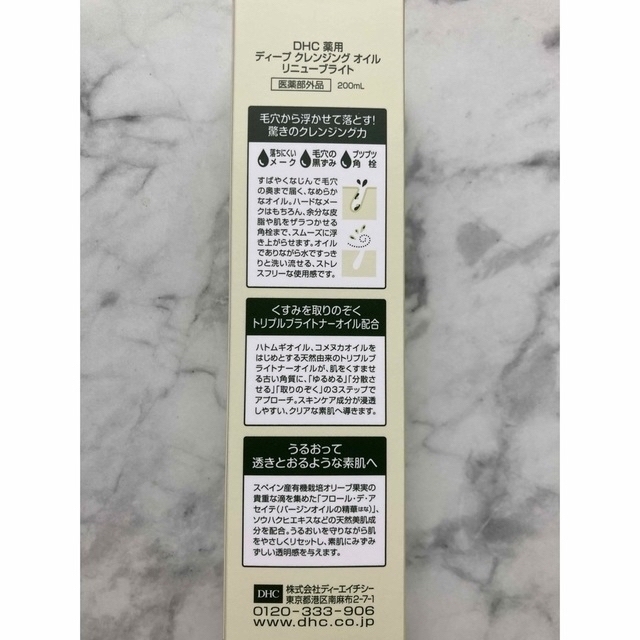 DHC 薬用
ディープ クレンジング オイル
リニューブライト
医薬部外品 200mL
毛穴から浮かせて落とす!
驚きのクレンジング力
落ちにくい メーク
毛穴の 黒ずみ
ブツブツ 角栓
すばやくなじんで毛穴
の奥まで届く、なめらか
なオイル。ハードなメー
クはもちろん、余分な皮
脂や肌をザラつかせる
角栓まで、スムーズに浮
き上がらせます。オイル
でありながら水ですっき
りと洗い流せる、ストレ
スフリーな使用感です。
くすみを取りのぞく
トリプルブライトナーオイル配合
ハトムギオイル、コメヌカオイルを
はじめとする天然由来のトリプルブ
ライトナーオイルが、肌をくすませ
る古い角質に、「ゆるめる」「分散さ
せる」「取りのぞく」の3ステップで
アプローチ。スキンケア成分が浸透
しやすい、クリアな素肌へ導きます。
うるおって
透きとおるような素肌へ
スペイン産有機栽培オリーブ果実の
貴重な滴を集めた「フロール・デ・ア
セイテ(バージンオイルの精華はな)」、
ソウハクヒエキスなどの天然美肌成
分を配合。うるおいを守りながら肌
をやさしくリセットし、素肌にみずみ
ずしい透明感を与えます。
DHC 株式会社ディーエイチシー
東京都港区南麻布2-7-1
0120-333-906
www.dhc.co.jp